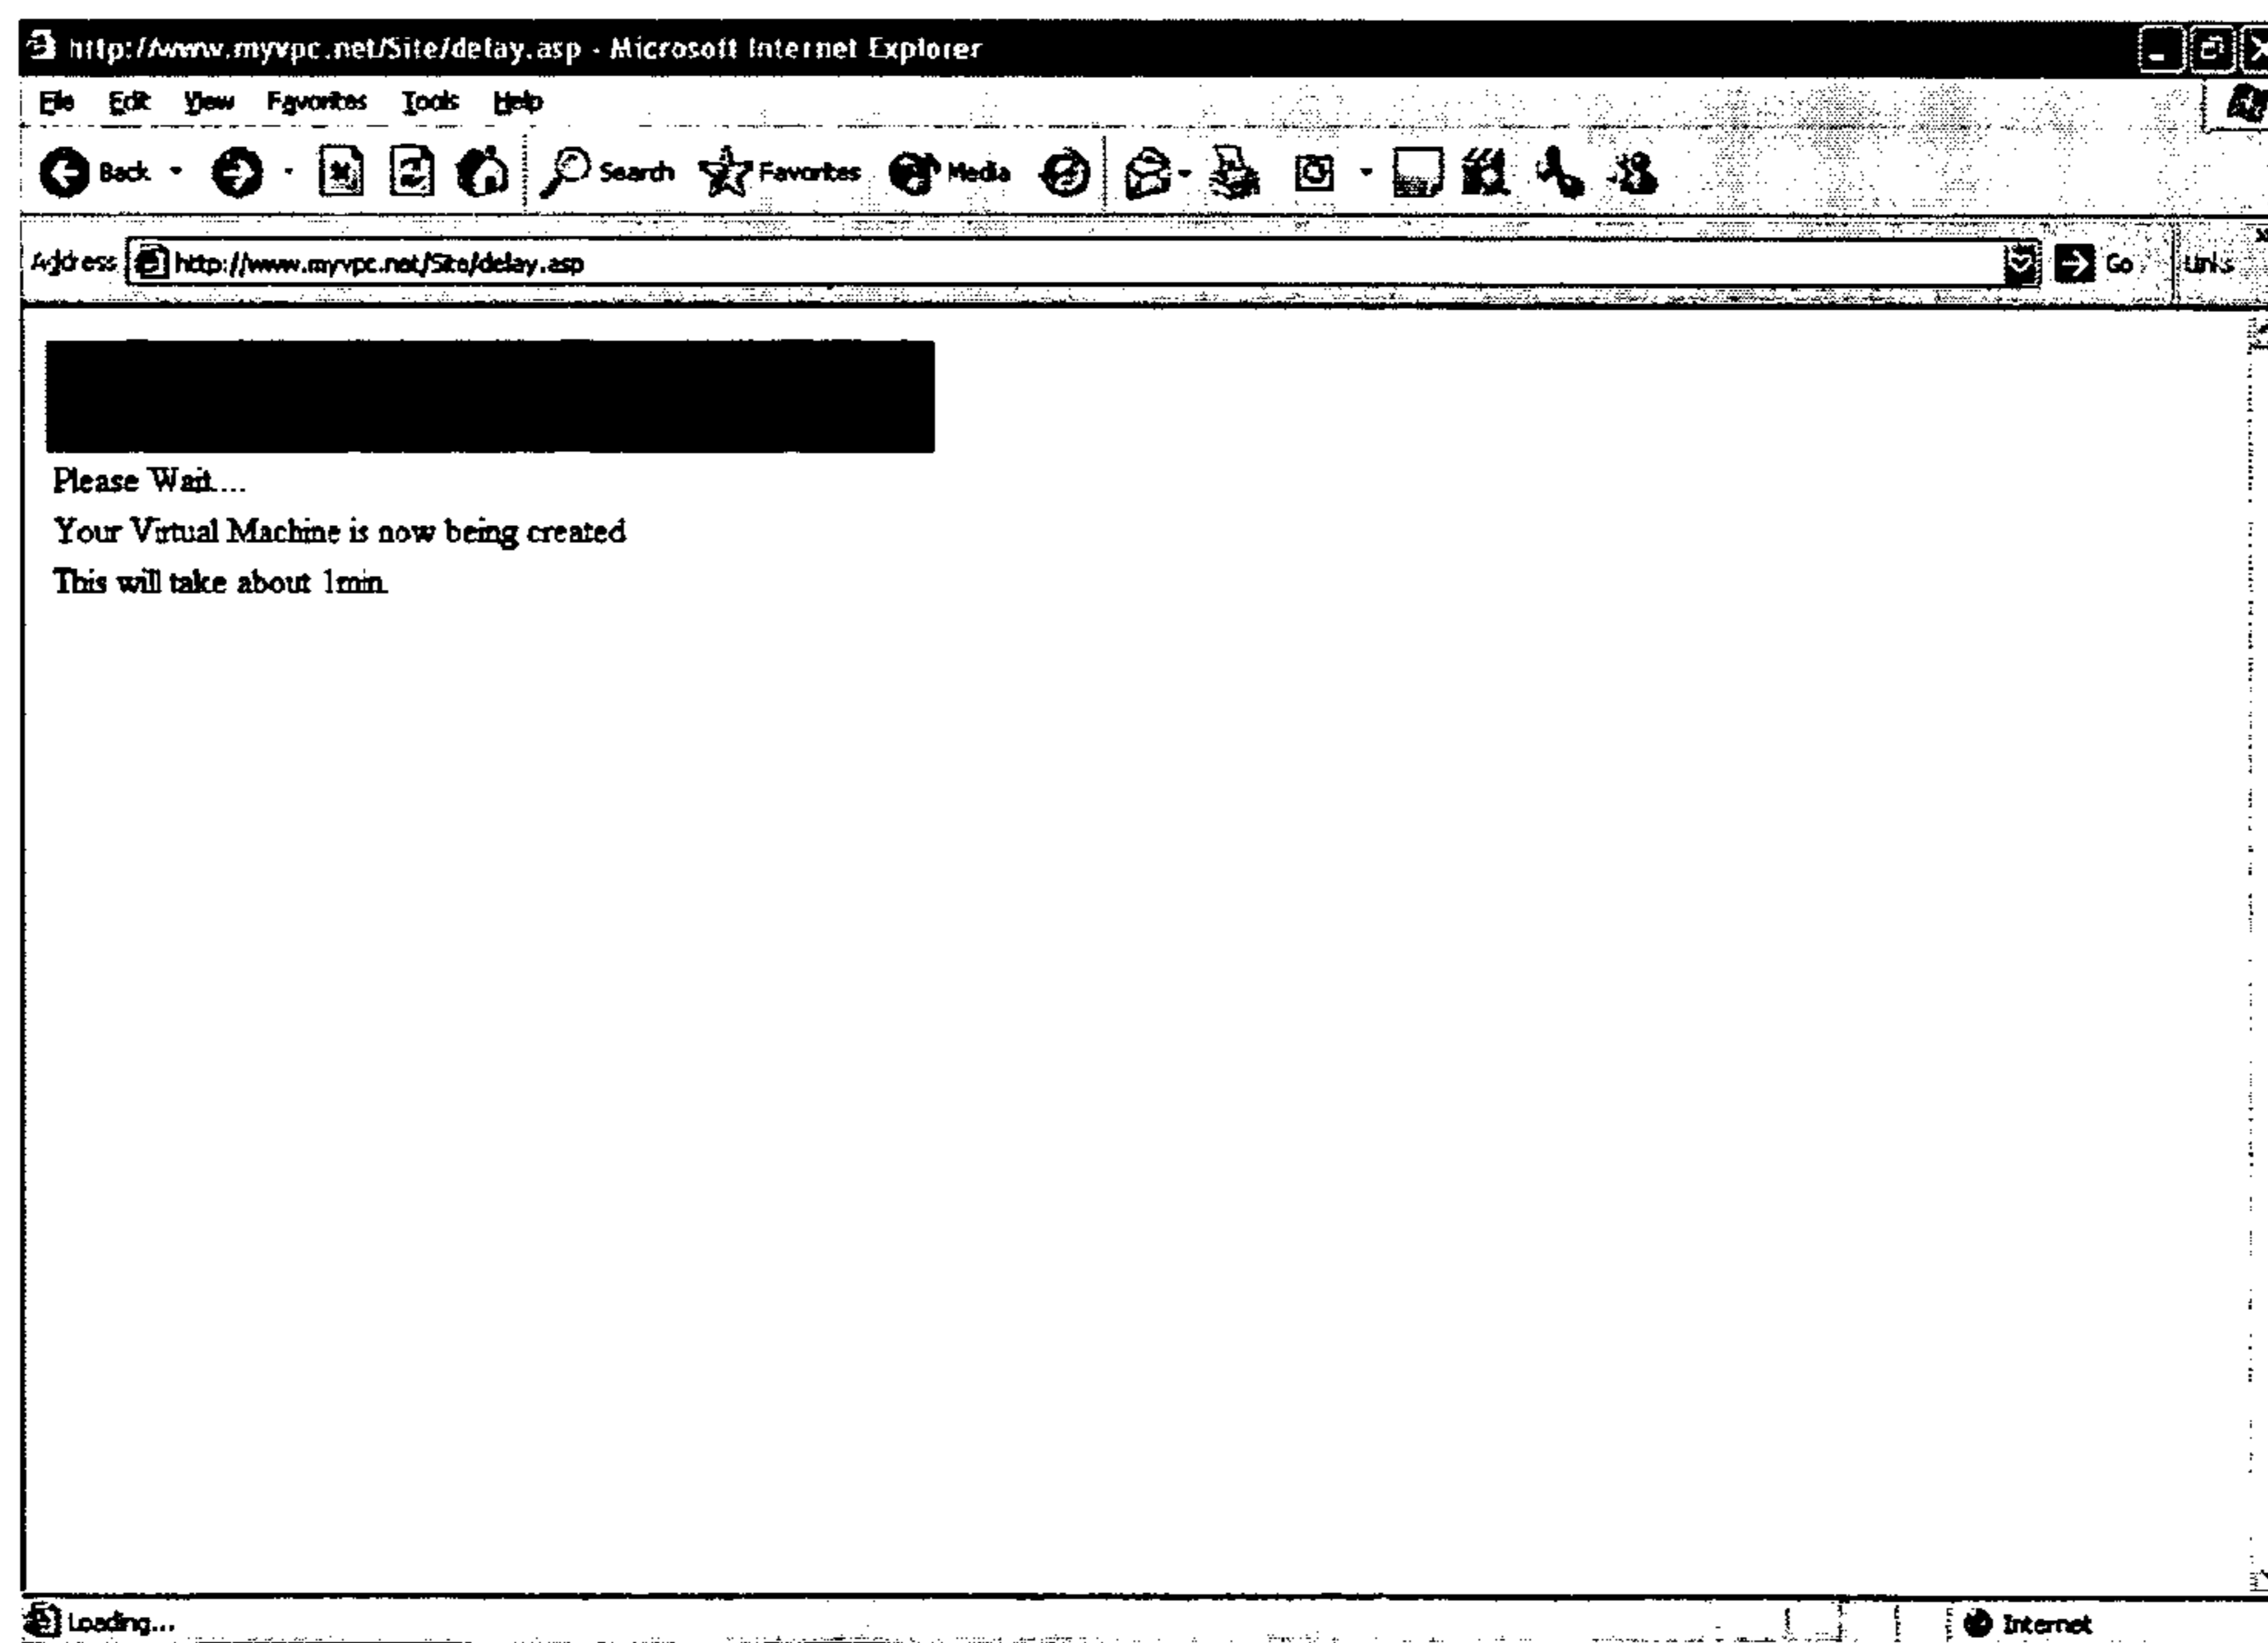 http://www.myvpc.net/Site/delay.asp - Microsoft Internet Explorer
File Edit View Favorites Tools Help
Back Search Favorites Media
Address http://www.myvpc.net/Site/delay.asp Go Links
Please Wait....
Your Virtual Machine is now being created
This will take about 1min.
Loading... Internet